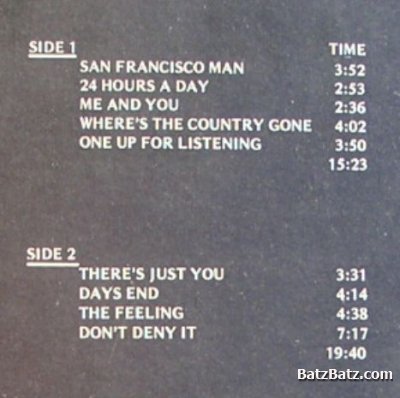 SIDE 1 TIME
SAN FRANCISCO MAN 3:52
24 HOURS A DAY 2:53
ME AND YOU 2:36
WHERE'S THE COUNTRY GONE 4:02
ONE UP FOR LISTENING 3:50
15:23
SIDE 2
THERE'S JUST YOU 3:31
DAYS END 4:14
THE FEELING 4:38
DON'T DENY IT 7:17
19:40
BatzBatz.com